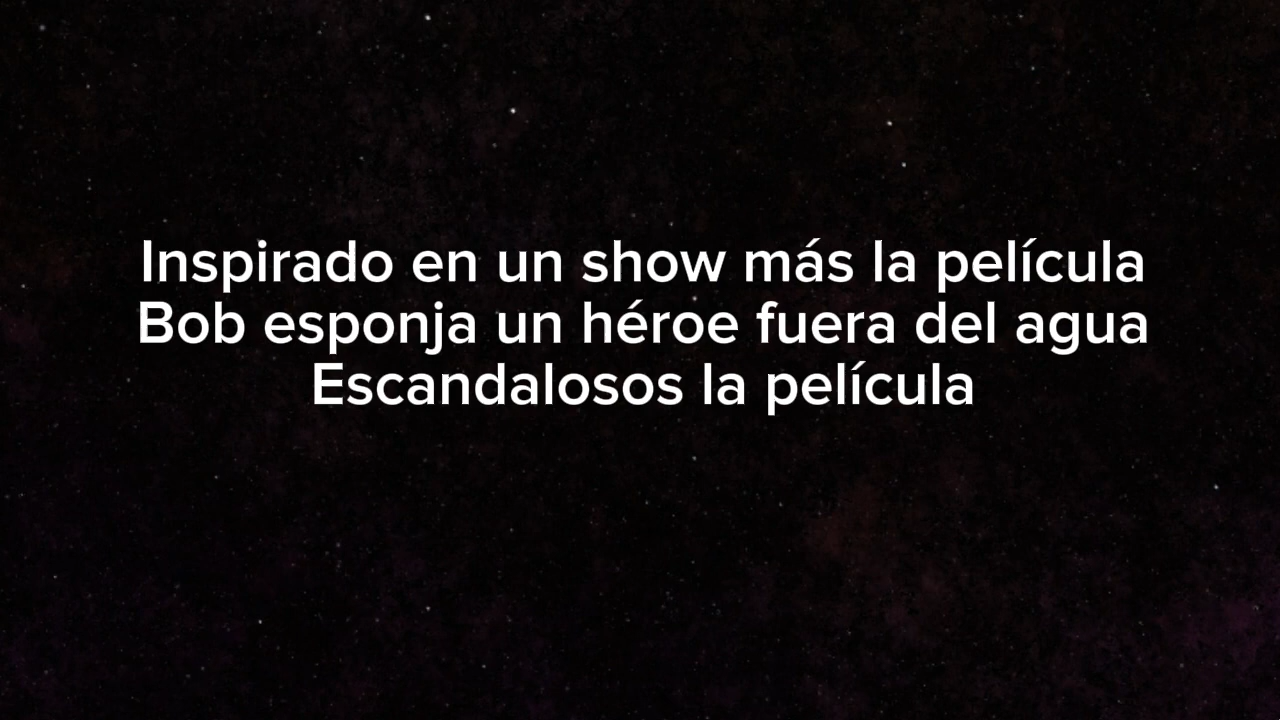 Inspirado en un show más la película
Bob esponja un héroe fuera del agua
Escandalosos la película